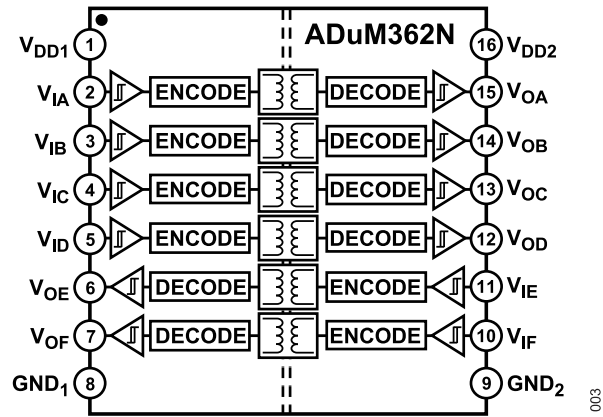 ADuM362N
VDD1 1 16 VDD2
VIA 2 ENCODE DECODE 15 VOA
VIB 3 ENCODE DECODE 14 VOB
VIC 4 ENCODE DECODE 13 VOC
VID 5 ENCODE DECODE 12 VOD
VOE 6 DECODE ENCODE 11 VIE
VOF 7 DECODE ENCODE 10 VIF
GND1 8 9 GND2
003